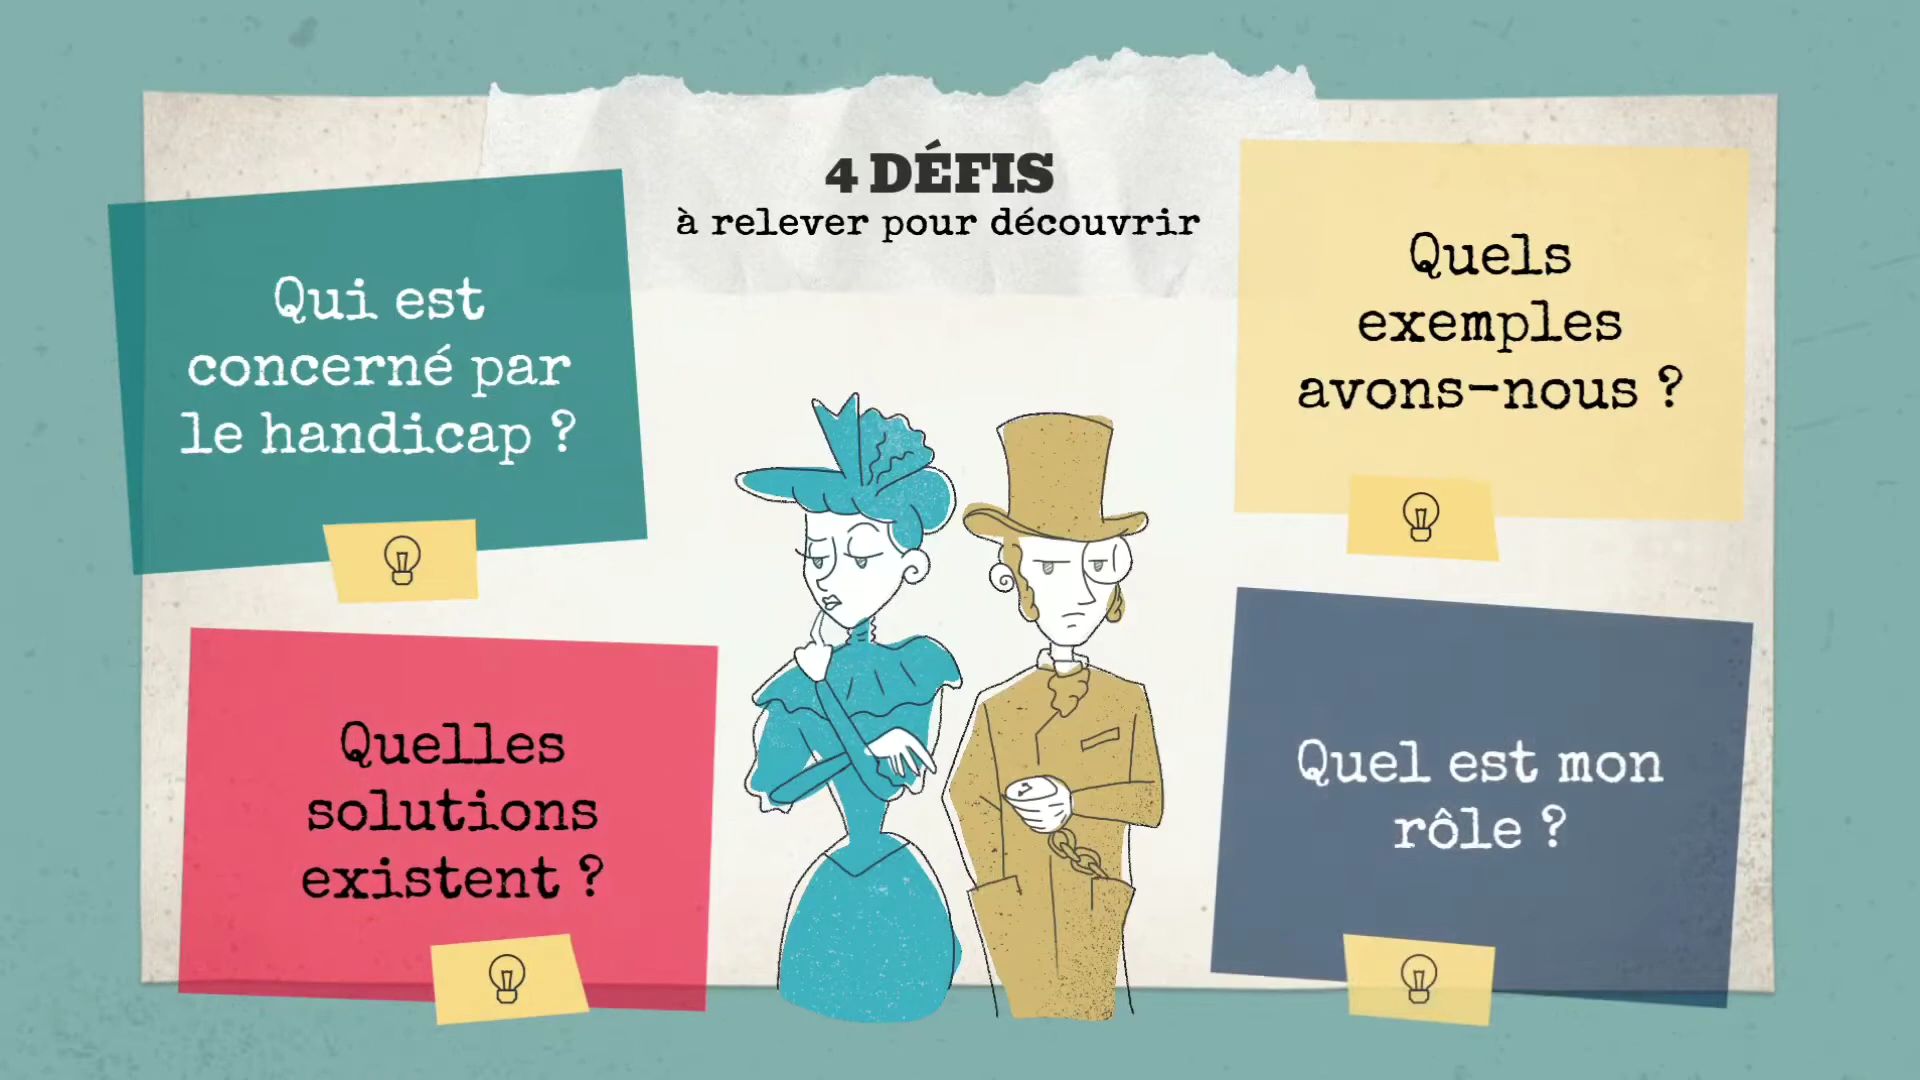 4 DÉFIS
à relever pour découvrir
Qui est
concerné par
le handicap ?
Quels
exemples
avons-nous ?
Quelles
solutions
existent ?
Quel est mon
rôle ?